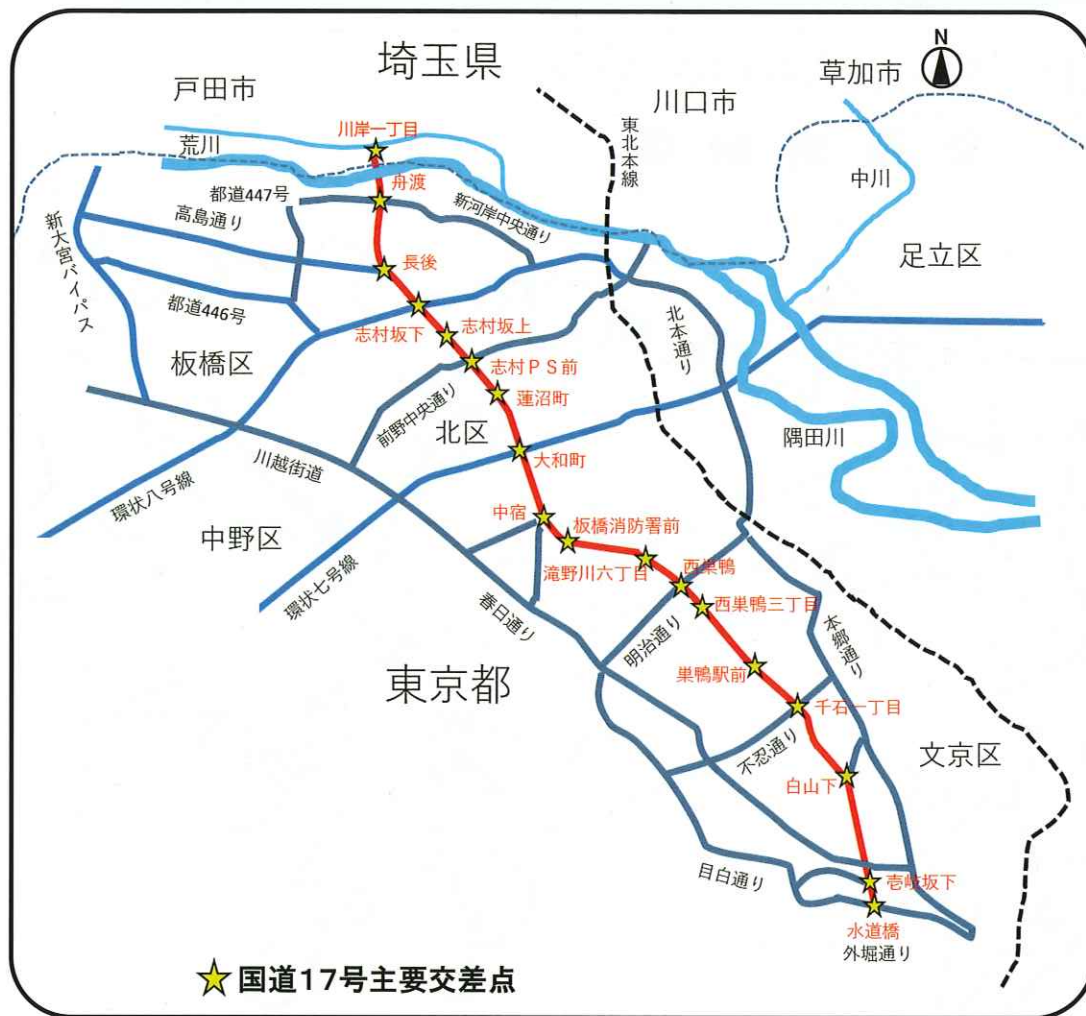 埼玉県
N
戸田市
川口市
草加市
川岸一丁目
荒川
東北本線
中川
舟渡
都道447号
新河岸中央通り
高島通り
新大宮バイパス
足立区
長後
都道446号
北本通り
志村坂下
志村坂上
板橋区
志村PS前
蓮沼町
前野中央通り
北区
隅田川
川越街道
大和町
環状八号線
中宿
板橋消防署前
中野区
滝野川六丁目
西巣鴨
環状七号線
西巣鴨三丁目
春日通り
明治通り
本郷通り
巣鴨駅前
東京都
千石一丁目
不忍通り
文京区
白山下
目白通り
壱岐坂下
水道橋
外堀通り
国道17号主要交差点